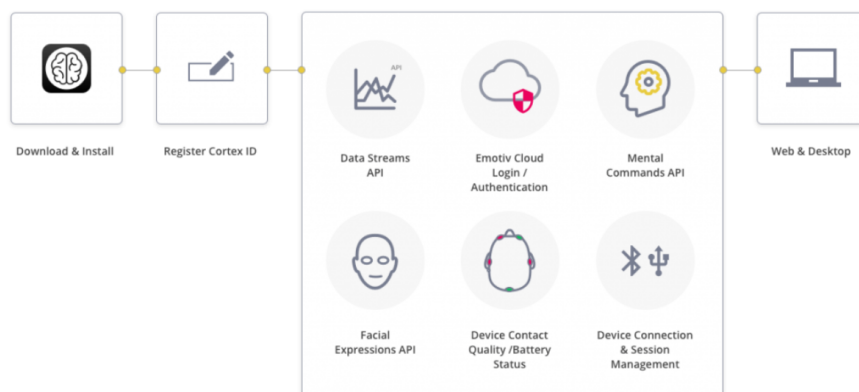 Download & Install
Register Cortex ID
API
Data Streams
API
Emotiv Cloud
Login /
Authentication
Mental
Commands API
Facial
Expressions API
Device Contact
Quality /Battery
Status
Device Connection
& Session
Management
Web & Desktop